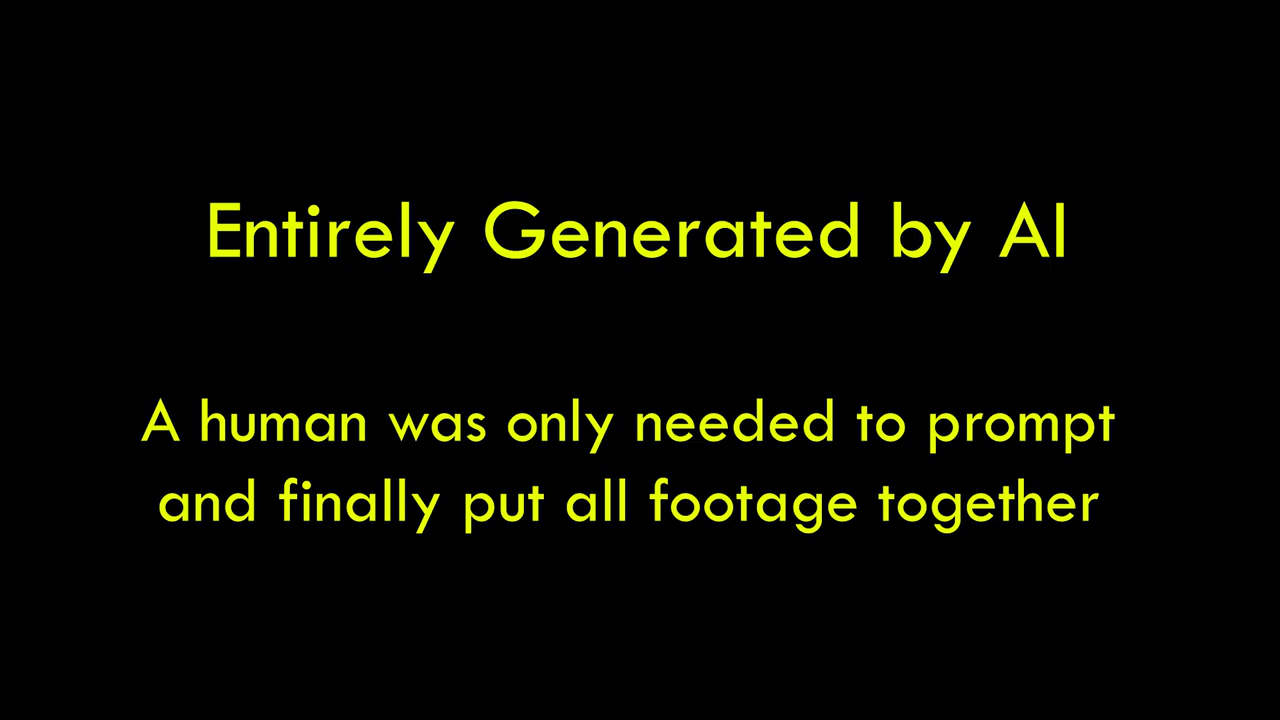 Entirely Generated by AI
A human was only needed to prompt
and finally put all footage together